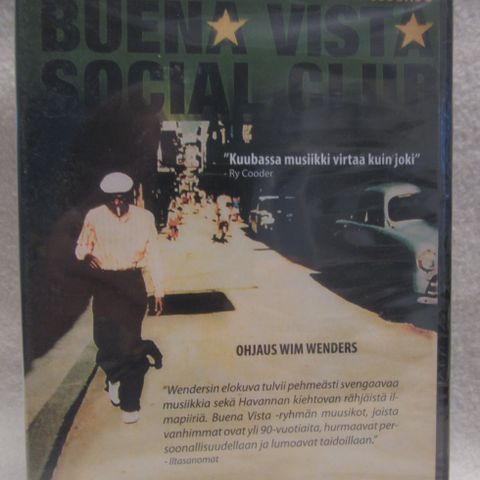 BUENA VISTA
SOCIAL CLUB
"Kuubassa musiikki virtaa kuin joki"
- Ry Cooder
OHJAUS WIM WENDERS
"Wendersin elokuva tulvii pehmeästi svengaavaa
musiikkia sekä Havannan kiehtovan rähjäistä il-
mapiiriä. Buena Vista -ryhmän muusikot, joista
vanhimmat ovat yli 90-vuotiaita, hurmaavat per-
soonallisuudellaan ja lumoavat taidoillaan."
- Iltasanomat